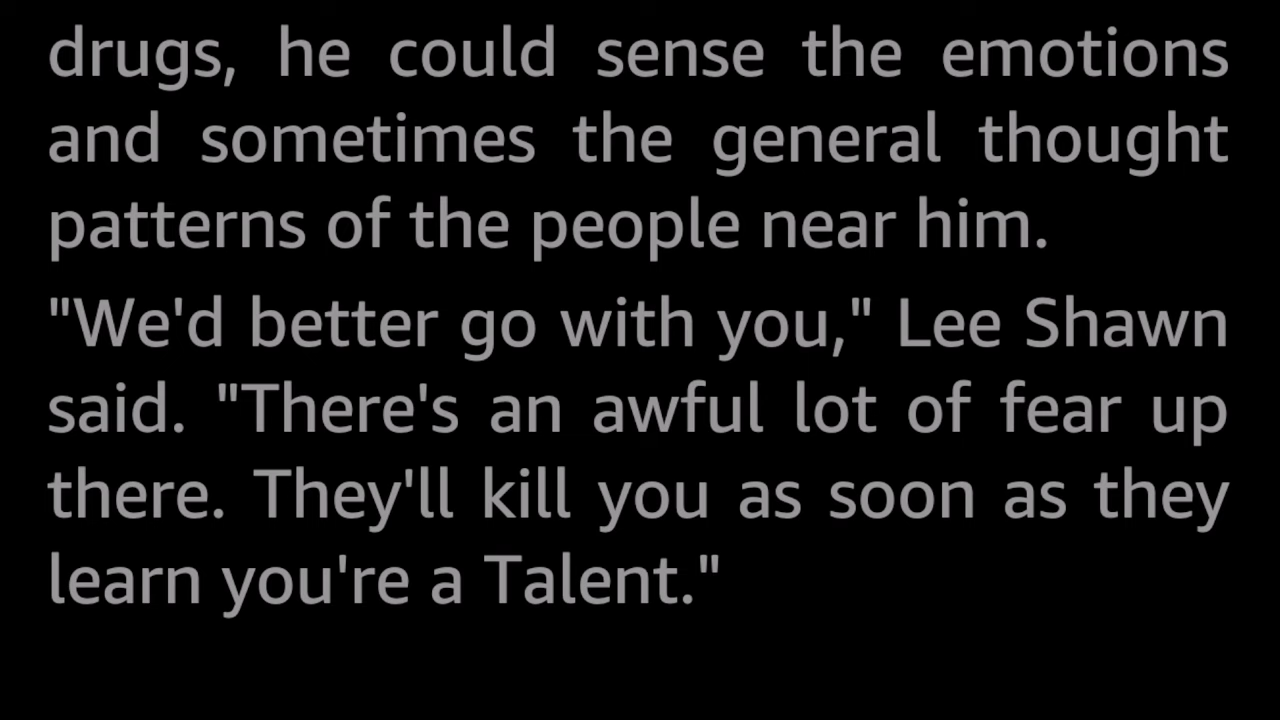 drugs, he could sense the emotions
and sometimes the general thought
patterns of the people near him.
"We'd better go with you," Lee Shawn
said. "There's an awful lot of fear up
there. They'll kill you as soon as they
learn you're a Talent."